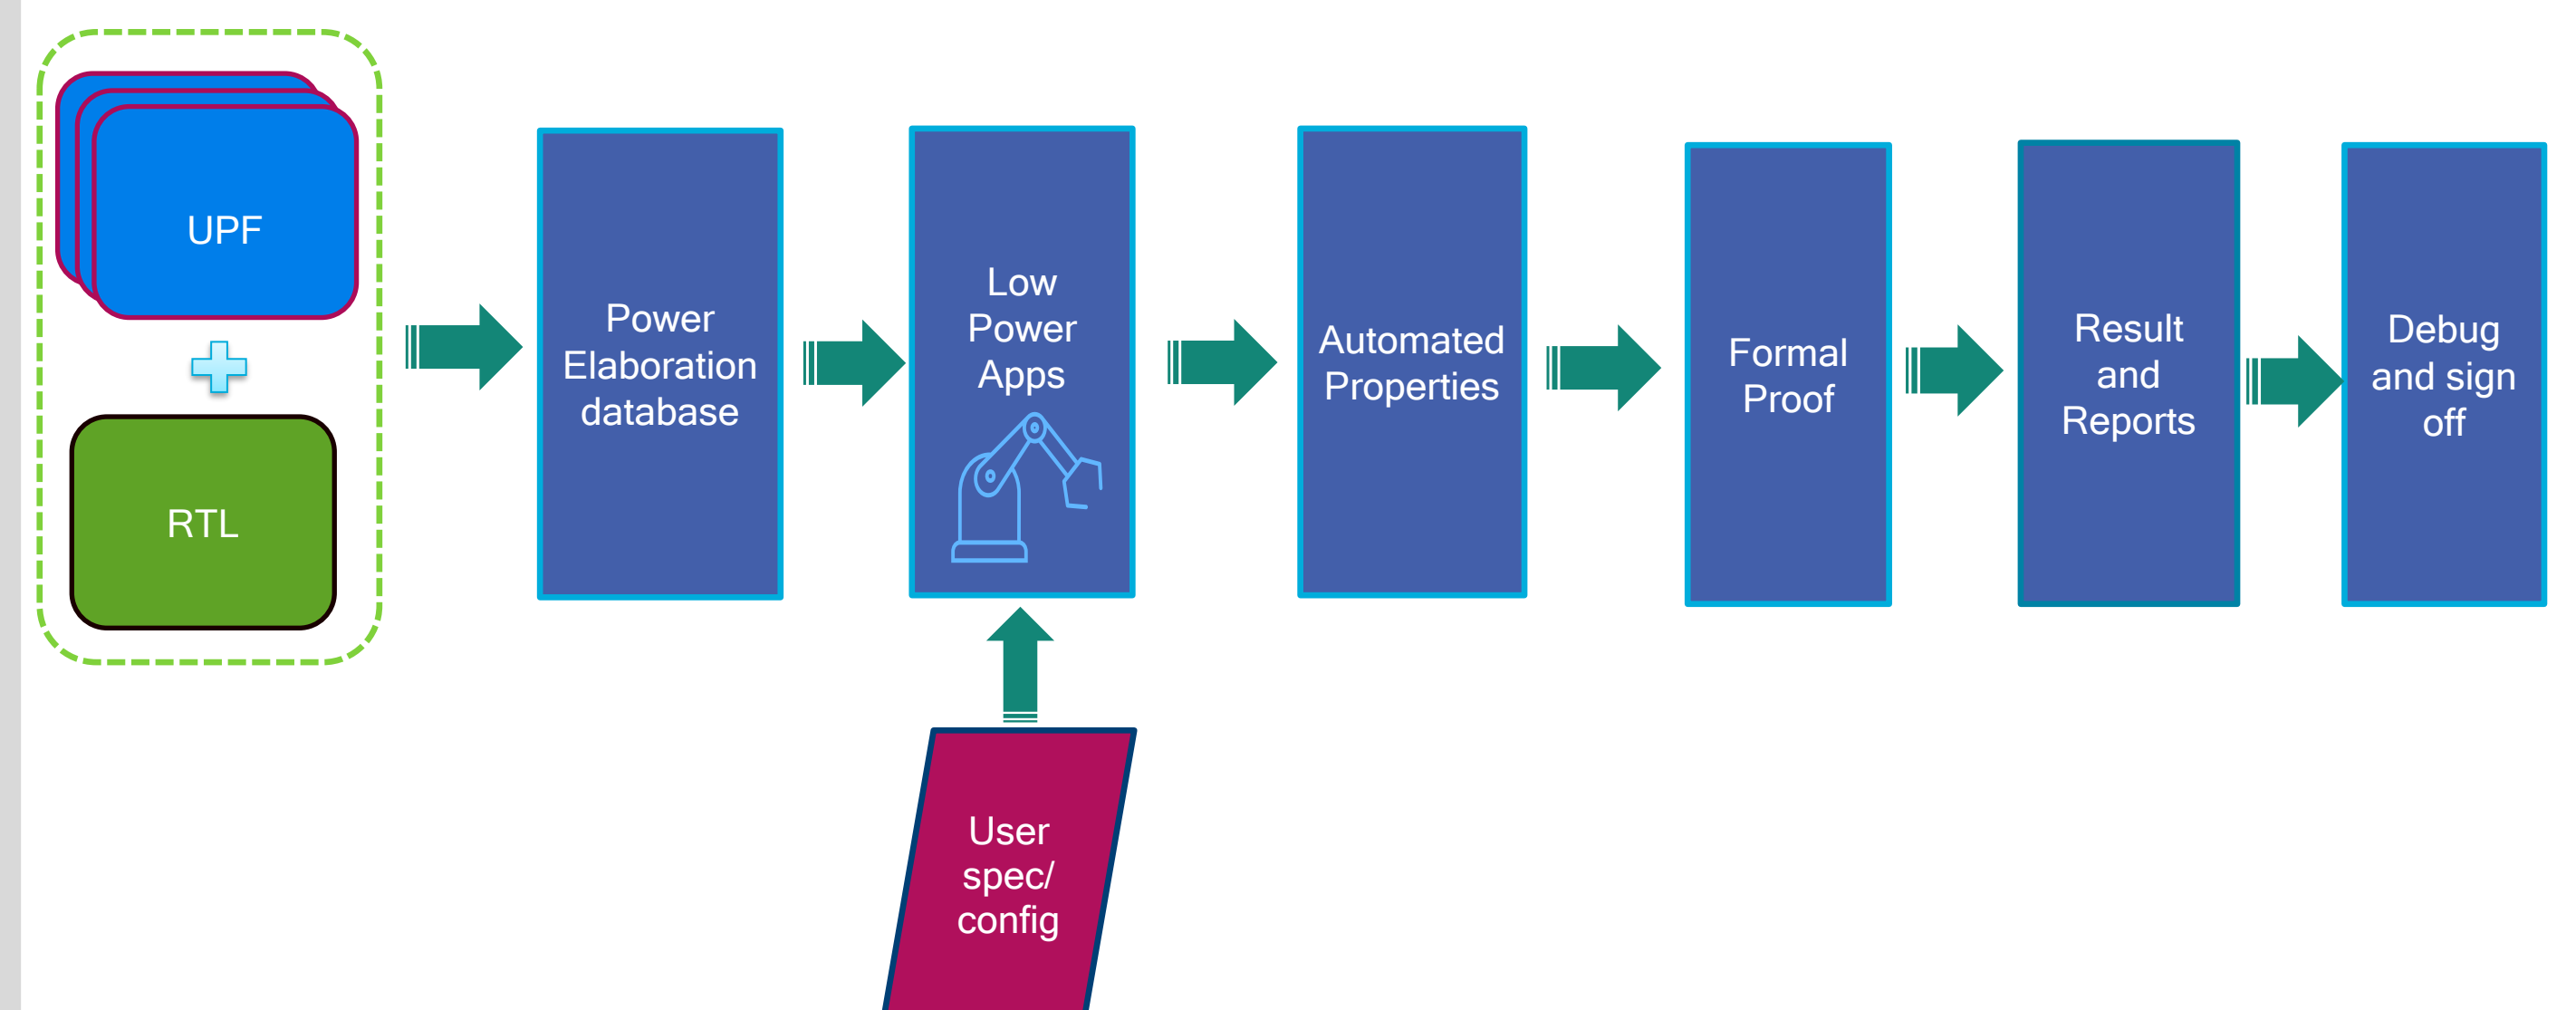 UPF
RTL
Power
Elaboration
database
Low
Power
Apps
User
spec/
config
Automated
Properties
Formal
Proof
Result
and
Reports
Debug
and sign
off